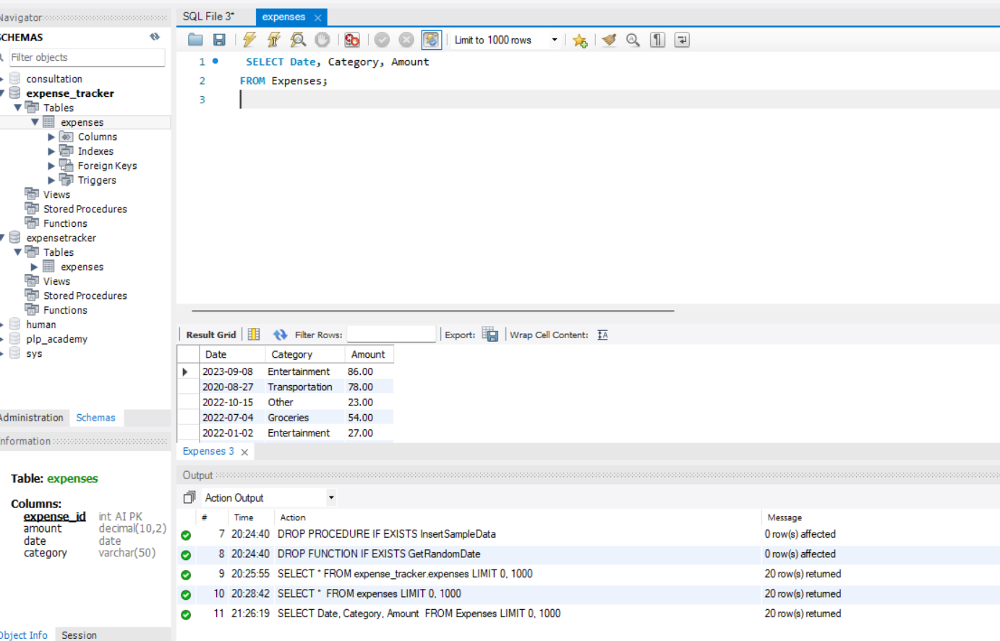 Navigator
SCHEMAS
Filter objects
consultation
expense_tracker
Tables
expenses
Columns
Indexes
Foreign Keys
Triggers
Views
Stored Procedures
Functions
expensetracker
Tables
expenses
Views
Stored Procedures
Functions
human
plp_academy
sys
Administration Schemas
Information
Table: expenses
Columns:
expense_id int AI PK
amount decimal(10,2)
date date
category varchar(50)
Object Info Session
SQL File 3* expenses
Limit to 1000 rows
1 SELECT Date, Category, Amount
2 FROM Expenses;
3
Result Grid Filter Rows: Export: Wrap Cell Content:
Date Category Amount
2023-09-08 Entertainment 86.00
2020-08-27 Transportation 78.00
2022-10-15 Other 23.00
2022-07-04 Groceries 54.00
2022-01-02 Entertainment 27.00
Expenses 3
Output
Action Output
# Time Action Message
7 20:24:40 DROP PROCEDURE IF EXISTS InsertSampleData 0 row(s) affected
8 20:24:40 DROP FUNCTION IF EXISTS GetRandomDate 0 row(s) affected
9 20:25:55 SELECT * FROM expense_tracker.expenses LIMIT 0, 1000 20 row(s) returned
10 20:28:42 SELECT * FROM expenses LIMIT 0, 1000 20 row(s) returned
11 21:26:19 SELECT Date, Category, Amount FROM Expenses LIMIT 0, 1000 20 row(s) returned